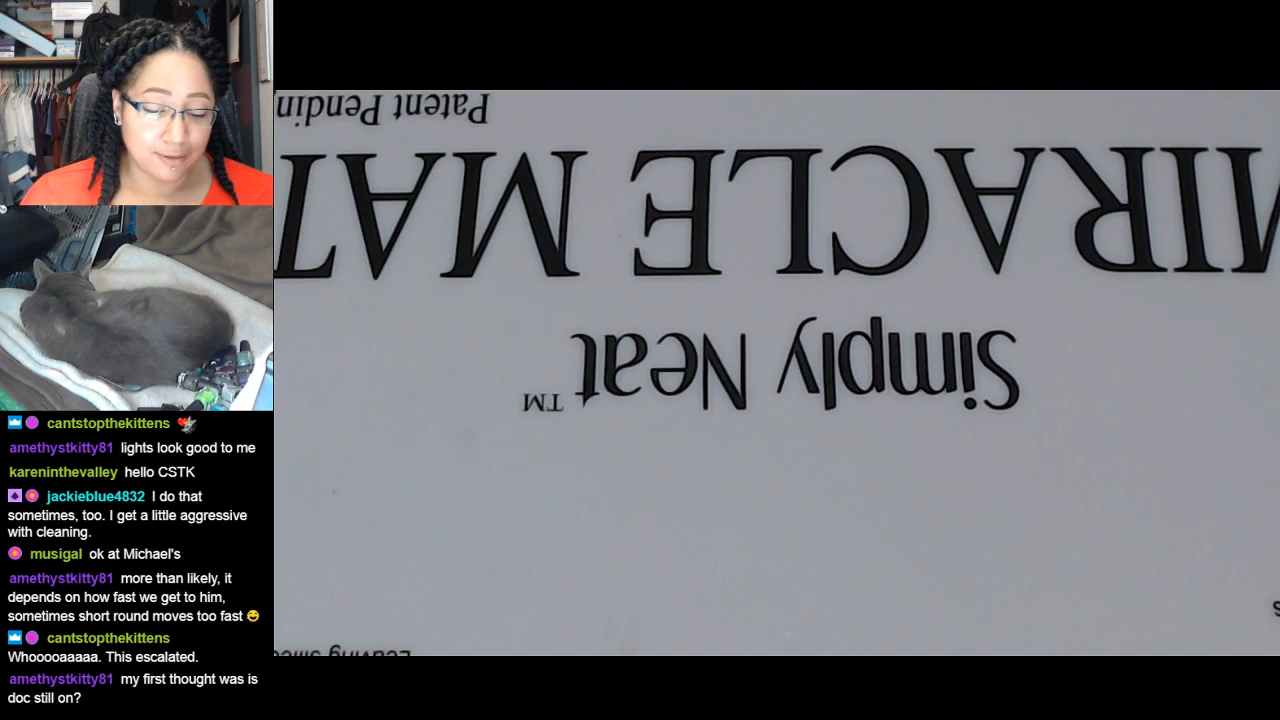 cantstopthekittens
amethystkitty81 lights look good to me
kareninthevalley hello CSTK
jackieblue4832 I do that
sometimes, too. I get a little aggressive
with cleaning.
musigal ok at Michael's
amethystkitty81 more than likely, it
depends on how fast we get to him,
sometimes short round moves too fast
cantstopthekittens
Whooooaaaaa. This escalated.
amethystkitty81 my first thought was is
doc still on?
Simply Neat™
MIRACLE MAT
Patent Pendin